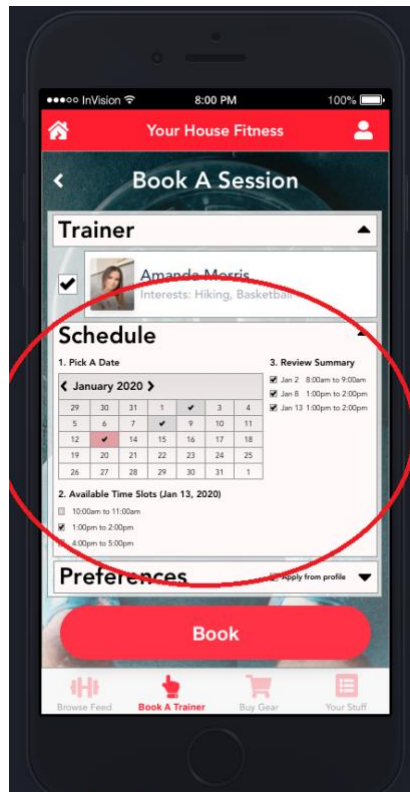 InVision 8:00 PM 100%
Your House Fitness
Book A Session
Trainer
Amanda Morris
Interests: Hiking, Basketball
Schedule
1. Pick A Date
3. Review Summary
Jan 2 8:00am to 9:00am
Jan 8 1:00pm to 2:00pm
Jan 13 1:00pm to 2:00pm
January 2020
29 30 31 1 3 4
5 6 7 9 10 11
12 14 15 16 17 18
19 20 21 22 23 24 25
26 27 28 29 30 31 1
2. Available Time Slots (Jan 13, 2020)
10:00am to 11:00am
1:00pm to 2:00pm
4:00pm to 5:00pm
Preferences Apply from profile
Book
Browse Feed Book A Trainer Buy Gear Your Stuff